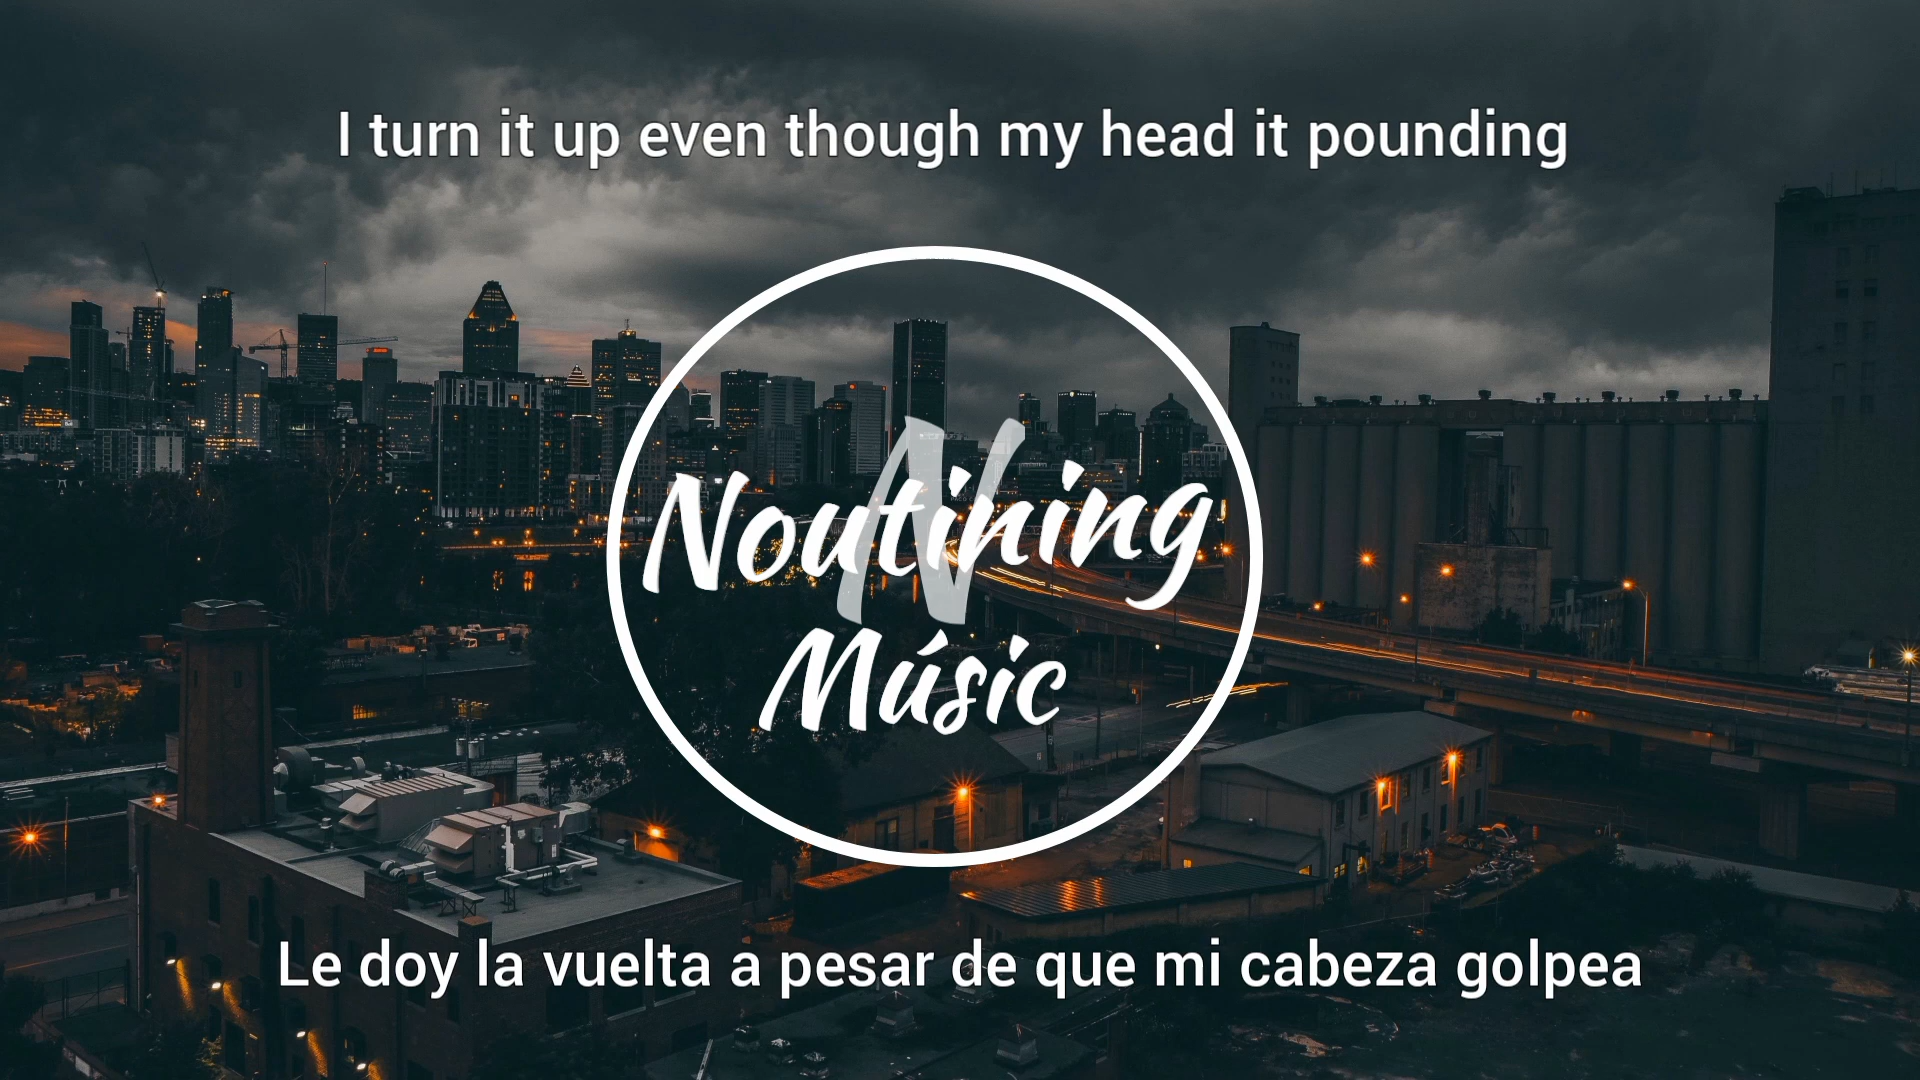 I turn it up even though my head it pounding
N
Noutining
Músic
Le doy la vuelta a pesar de que mi cabeza golpea